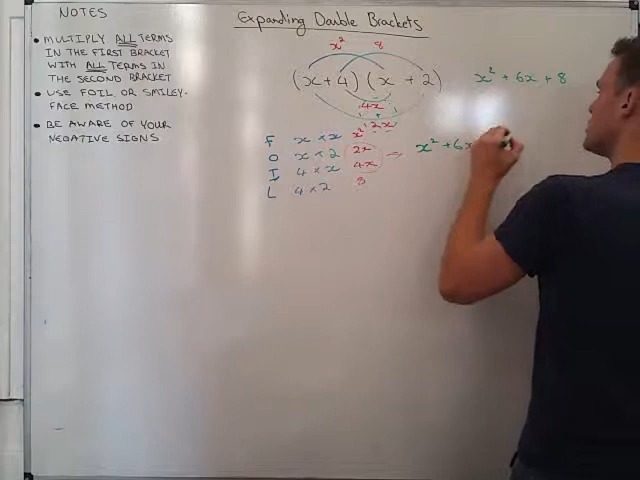 NOTES
Expanding Double Brackets
• MULTIPLY ALL TERMS
IN THE FIRST BRACKET
WITH ALL TERMS IN
THE SECOND BRACKET
• USE FOIL OR SMILEY-
FACE METHOD
• BE AWARE OF YOUR
NEGATIVE SIGNS
x² 8
(x+4)(x+2) x² + 6x + 8
4x
+ 2x
F x × x x²
O x × 2 2x → x² + 6x
I 4 × x 4x
L 4 × 2 8